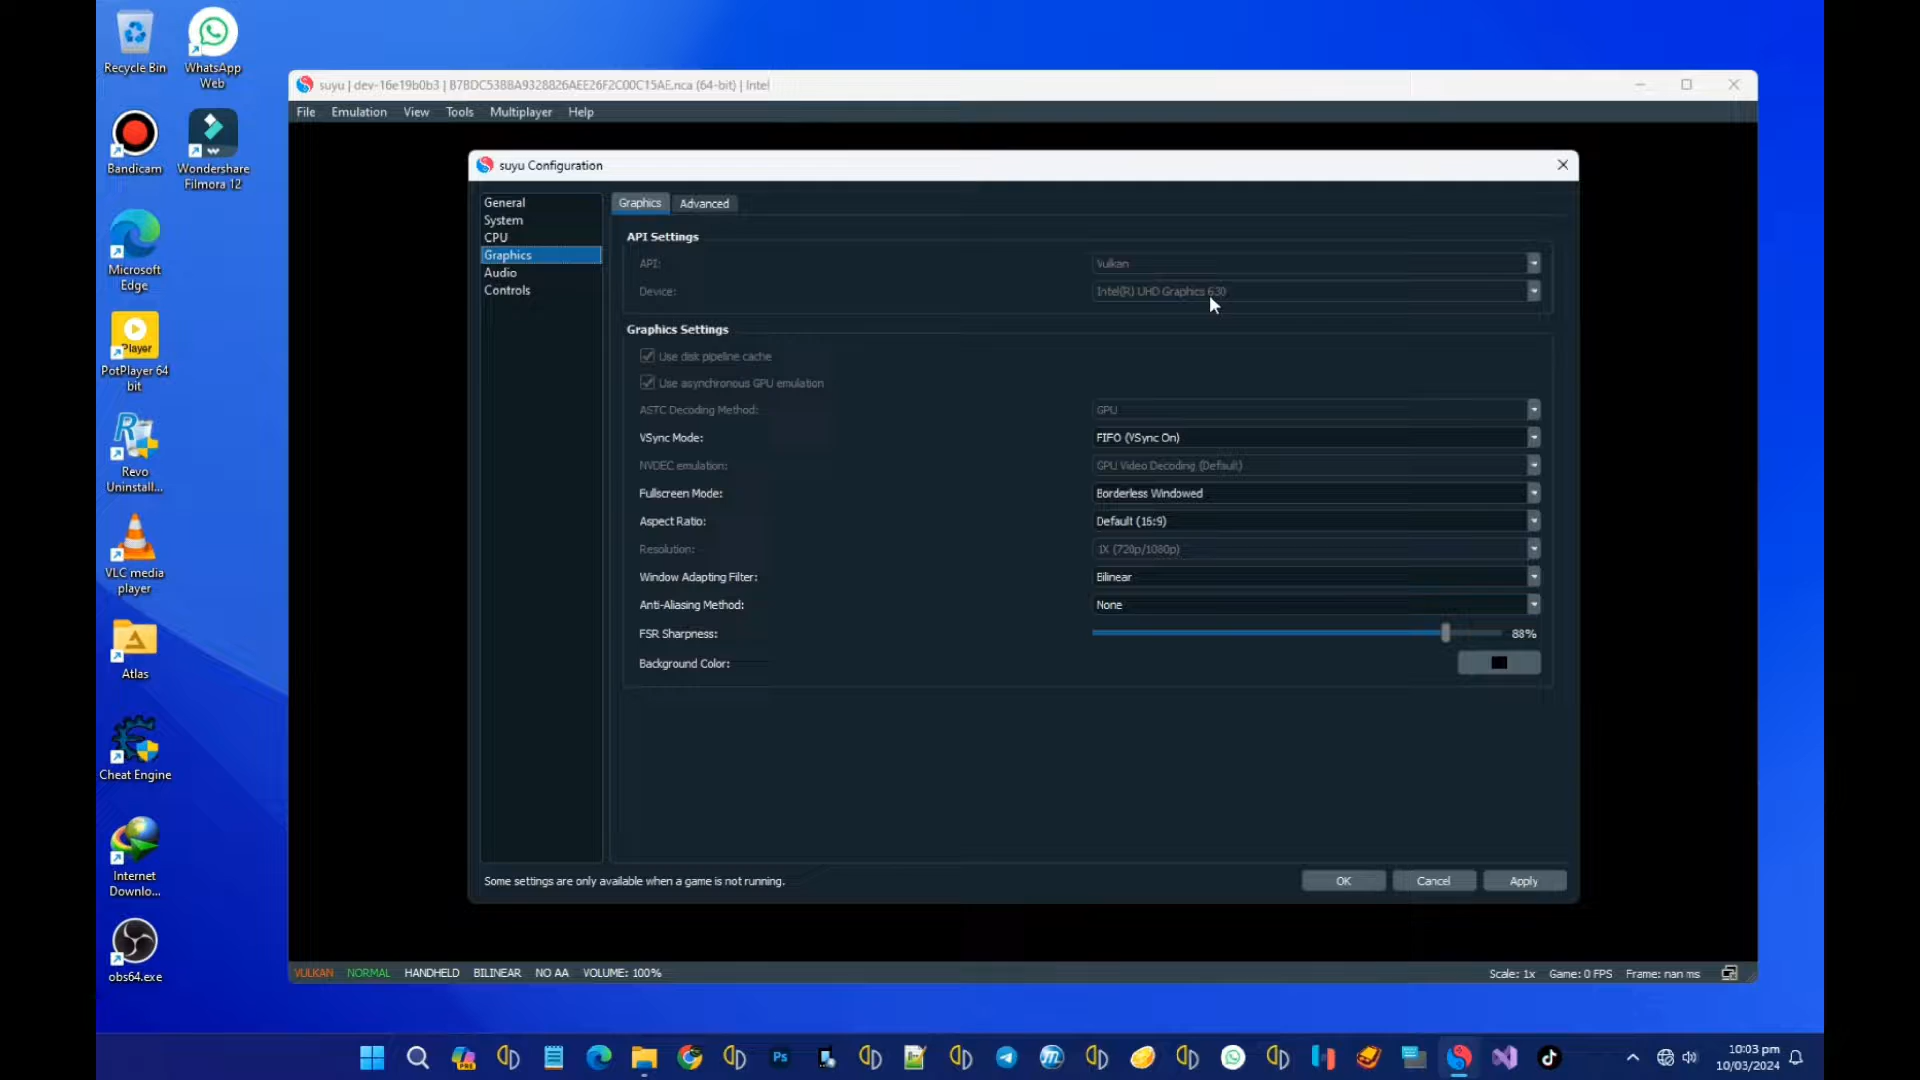 Recycle Bin
WhatsApp
Web
Bandicam
Wondershare
Filmora 12
Microsoft
Edge
Player
PotPlayer 64
bit
Revo
Uninstall...
VLC media
player
Atlas
Cheat Engine
Internet
Downlo...
obs64.exe
suyu | dev-16e19b0b3 | B7BDC53B8A9328826AEE26F2C00C15AE.nca (64-bit) | Intel
File Emulation View Tools Multiplayer Help
suyu Configuration
General
System
CPU
Graphics
Audio
Controls
Graphics Advanced
API Settings
API: Vulkan
Device: Intel(R) UHD Graphics 630
Graphics Settings
Use disk pipeline cache
Use asynchronous GPU emulation
ASTC Decoding Method: GPU
VSync Mode: FIFO (VSync On)
NVDEC emulation: GPU Video Decoding (Default)
Fullscreen Mode: Borderless Windowed
Aspect Ratio: Default (16:9)
Resolution: 1X (720p/1080p)
Window Adapting Filter: Bilinear
Anti-Aliasing Method: None
FSR Sharpness: 88%
Background Color:
Some settings are only available when a game is not running.
OK Cancel Apply
VULKAN NORMAL HANDHELD BILINEAR NO AA VOLUME: 100%
Scale: 1x Game: 0 FPS Frame: nan ms
PRE
Ps
10:03 pm
10/03/2024